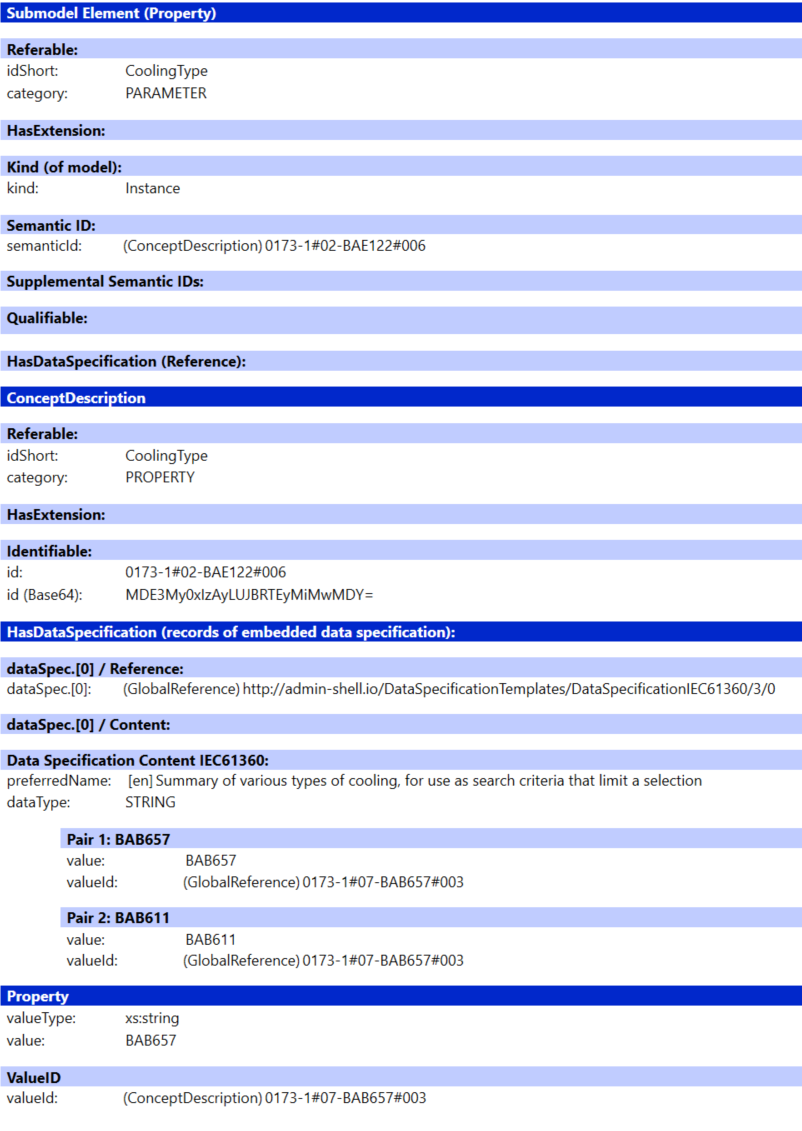 Submodel Element (Property)
Referable:
idShort: CoolingType
category: PARAMETER
HasExtension:
Kind (of model):
kind: Instance
Semantic ID:
semanticId: (ConceptDescription) 0173-1#02-BAE122#006
Supplemental Semantic IDs:
Qualifiable:
HasDataSpecification (Reference):
ConceptDescription
Referable:
idShort: CoolingType
category: PROPERTY
HasExtension:
Identifiable:
id: 0173-1#02-BAE122#006
id (Base64): MDE3My0xIzAyLUJBRTEyMiMwMDY=
HasDataSpecification (records of embedded data specification):
dataSpec.[0] / Reference:
dataSpec.[0]: (GlobalReference) http://admin-shell.io/DataSpecificationTemplates/DataSpecificationIEC61360/3/0
dataSpec.[0] / Content:
Data Specification Content IEC61360:
preferredName: [en] Summary of various types of cooling, for use as search criteria that limit a selection
dataType: STRING
Pair 1: BAB657
value: BAB657
valueId: (GlobalReference) 0173-1#07-BAB657#003
Pair 2: BAB611
value: BAB611
valueId: (GlobalReference) 0173-1#07-BAB657#003
Property
valueType: xs:string
value: BAB657
ValueID
valueId: (ConceptDescription) 0173-1#07-BAB657#003